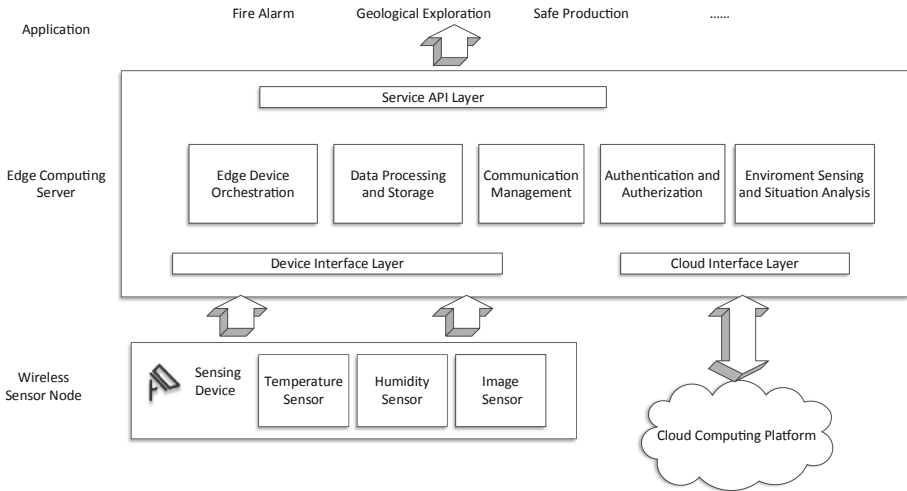 Application
Fire Alarm
Geological Exploration
Safe Production
......
Service API Layer
Edge Computing
Server
Edge Device
Orchestration
Data Processing
and Storage
Communication
Management
Authentication and
Autherization
Enviroment Sensing
and Situation Analysis
Device Interface Layer
Cloud Interface Layer
Wireless
Sensor Node
Sensing
Device
Temperature
Sensor
Humidity
Sensor
Image
Sensor
Cloud Computing Platform